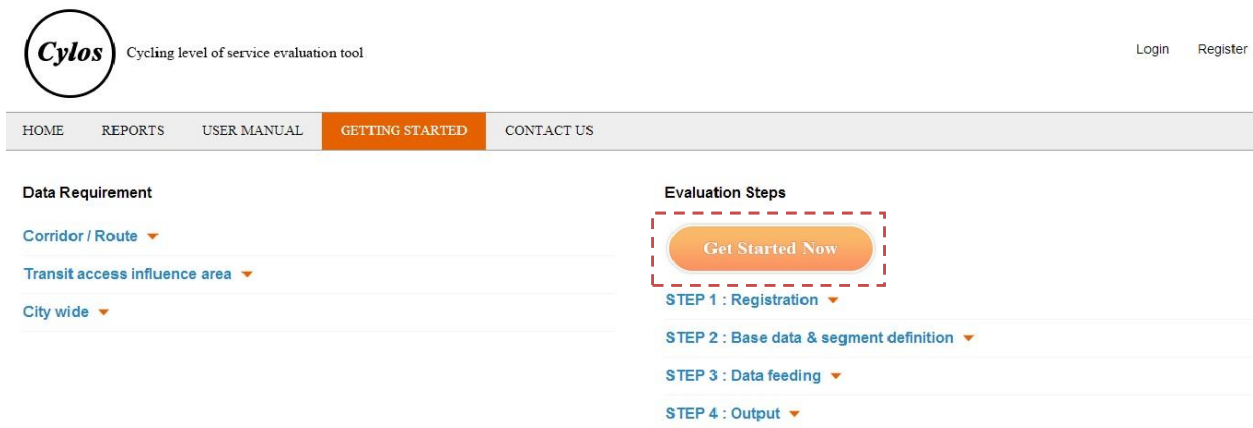 Cylos Cycling level of service evaluation tool
Login Register
HOME REPORTS USER MANUAL GETTING STARTED CONTACT US
Data Requirement
Corridor / Route
Transit access influence area
City wide
Evaluation Steps
Get Started Now
STEP 1 : Registration
STEP 2 : Base data & segment definition
STEP 3 : Data feeding
STEP 4 : Output